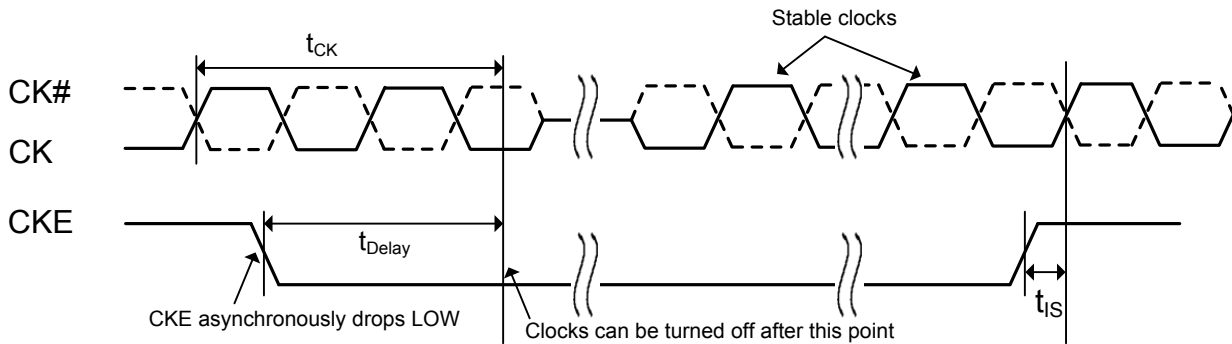 Stable clocks
tCK
CK#
CK
CKE
tDelay
tIS
CKE asynchronously drops LOW
Clocks can be turned off after this point